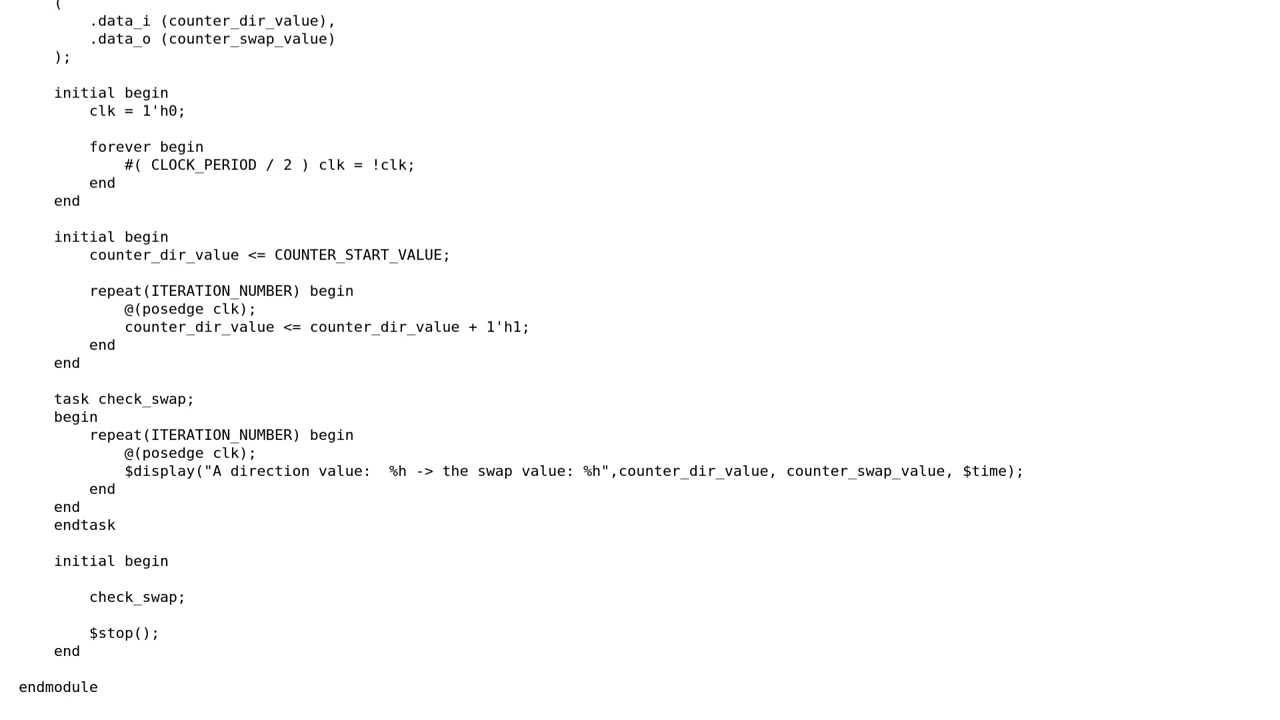 (
.data_i (counter_dir_value),
.data_o (counter_swap_value)
);
initial begin
clk = 1'h0;
forever begin
#( CLOCK_PERIOD / 2 ) clk = !clk;
end
end
initial begin
counter_dir_value <= COUNTER_START_VALUE;
repeat(ITERATION_NUMBER) begin
@(posedge clk);
counter_dir_value <= counter_dir_value + 1'h1;
end
end
task check_swap;
begin
repeat(ITERATION_NUMBER) begin
@(posedge clk);
$display("A direction value:  %h -> the swap value: %h",counter_dir_value, counter_swap_value, $time);
end
end
endtask
initial begin
check_swap;
$stop();
end
endmodule